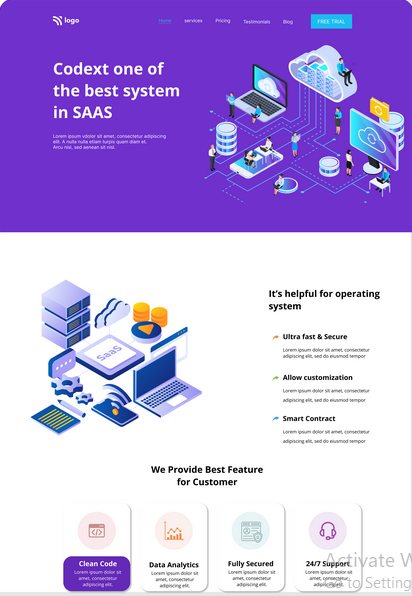 logo
Home
services
Pricing
Testimonials
Blog
FREE TRIAL
Codext one of
the best system
in SAAS
Lorem ipsum volor sit amet, consectetur adipiscing
elit. A nulla nulla etiam turpis quam diam et.
Arcu nisi, sed aenean sit nisl.
SaaS
It's helpful for operating
system
Ultra fast & Secure
Lorem ipsum dolor sit amet, consectetur
adipiscing elit, sed do eiusmod tempor
Allow customization
Lorem ipsum dolor sit amet, consectetur
adipiscing elit, sed do eiusmod tempor
Smart Contract
Lorem ipsum dolor sit amet, consectetur
adipiscing elit, sed do eiusmod tempor
We Provide Best Feature
for Customer
Clean Code
Lorem ipsum dolor sit
amet, consectetur
adipiscing elit.
Data Analytics
Lorem ipsum dolor sit
amet, consectetur
adipiscing elit.
Fully Secured
Lorem ipsum dolor sit
amet, consectetur
adipiscing elit.
24/7 Support
Lorem ipsum dolor sit
amet, consectetur
adipiscing elit.
Activate W
to Setting